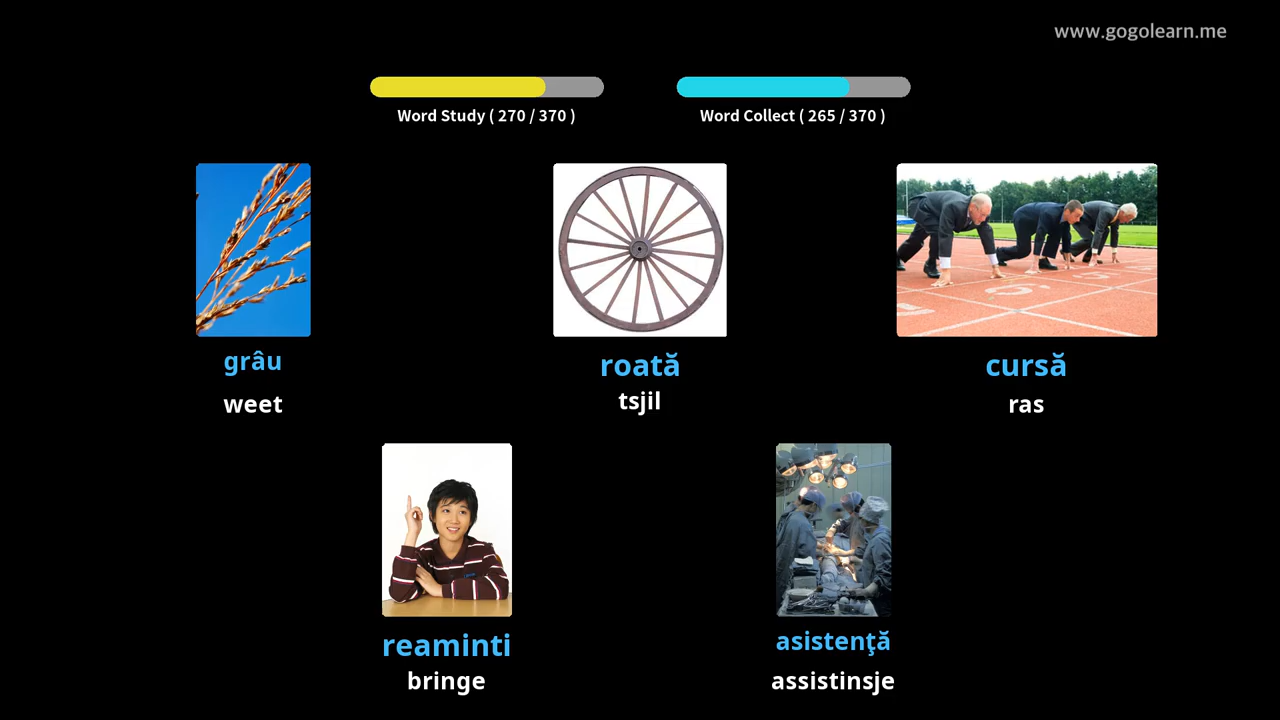 www.gogolearn.me
Word Study ( 270 / 370 )
Word Collect ( 265 / 370 )
grâu
weet
roată
tsjil
cursă
ras
reaminti
bringe
asistenţă
assistinsje